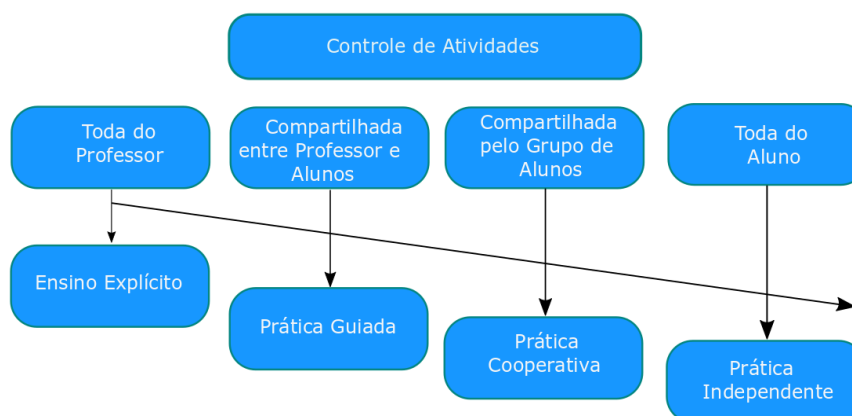 Controle de Atividades
Toda do
Professor
Compartilhada
entre Professor e
Alunos
Compartilhada
pelo Grupo de
Alunos
Toda do
Aluno
Ensino Explícito
Prática Guiada
Prática
Cooperativa
Prática
Independente